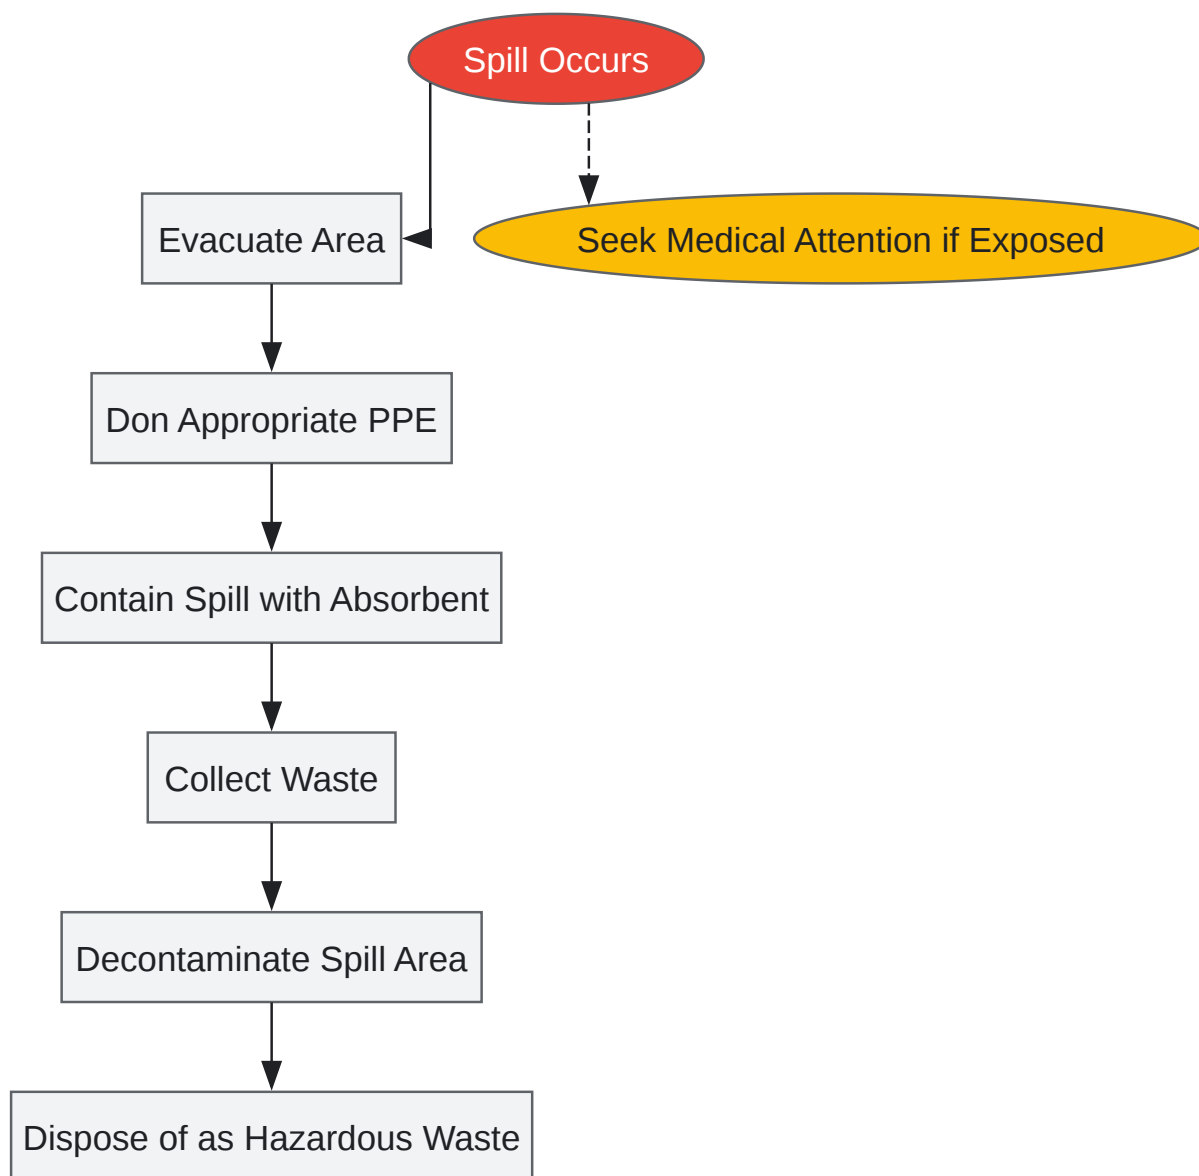 Spill Occurs
Evacuate Area
Seek Medical Attention if Exposed
Don Appropriate PPE
Contain Spill with Absorbent
Collect Waste
Decontaminate Spill Area
Dispose of as Hazardous Waste